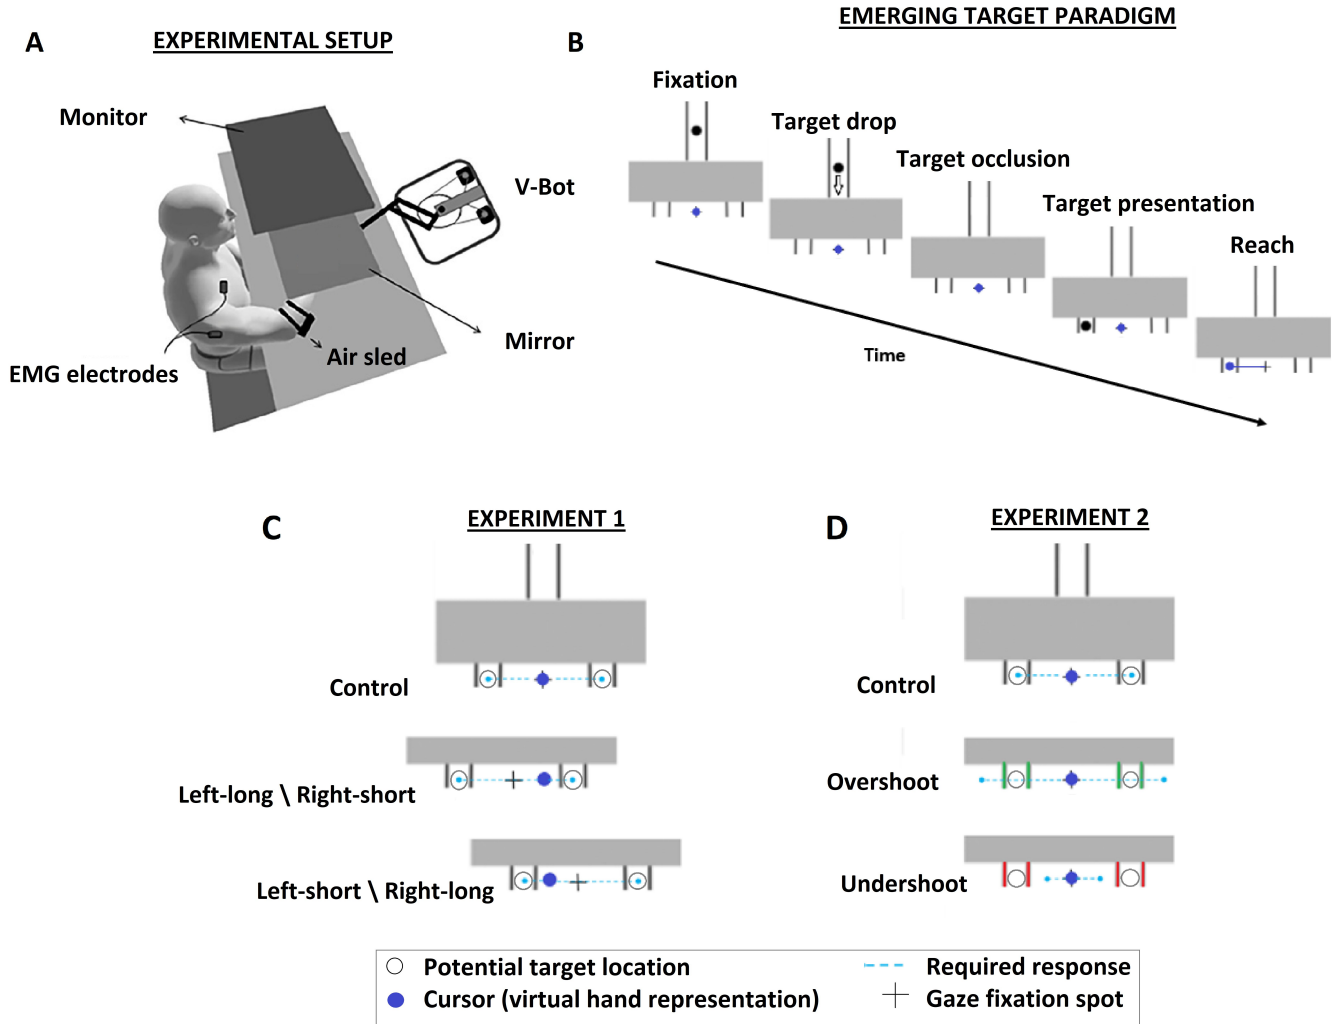 A
EXPERIMENTAL SETUP
Monitor
V-Bot
Mirror
Air sled
EMG electrodes
B
EMERGING TARGET PARADIGM
Fixation
Target drop
Target occlusion
Target presentation
Reach
Time
C
EXPERIMENT 1
Control
Left-long \ Right-short
Left-short \ Right-long
D
EXPERIMENT 2
Control
Overshoot
Undershoot
Potential target location
Required response
Cursor (virtual hand representation)
Gaze fixation spot